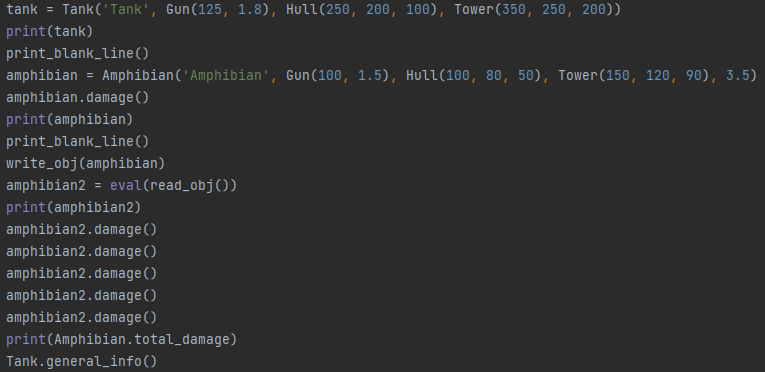 tank = Tank('Tank', Gun(125, 1.8), Hull(250, 200, 100), Tower(350, 250, 200))
print(tank)
print_blank_line()
amphibian = Amphibian('Amphibian', Gun(100, 1.5), Hull(100, 80, 50), Tower(150, 120, 90), 3.5)
amphibian.damage()
print(amphibian)
print_blank_line()
write_obj(amphibian)
amphibian2 = eval(read_obj())
print(amphibian2)
amphibian2.damage()
amphibian2.damage()
amphibian2.damage()
amphibian2.damage()
amphibian2.damage()
print(Amphibian.total_damage)
Tank.general_info()